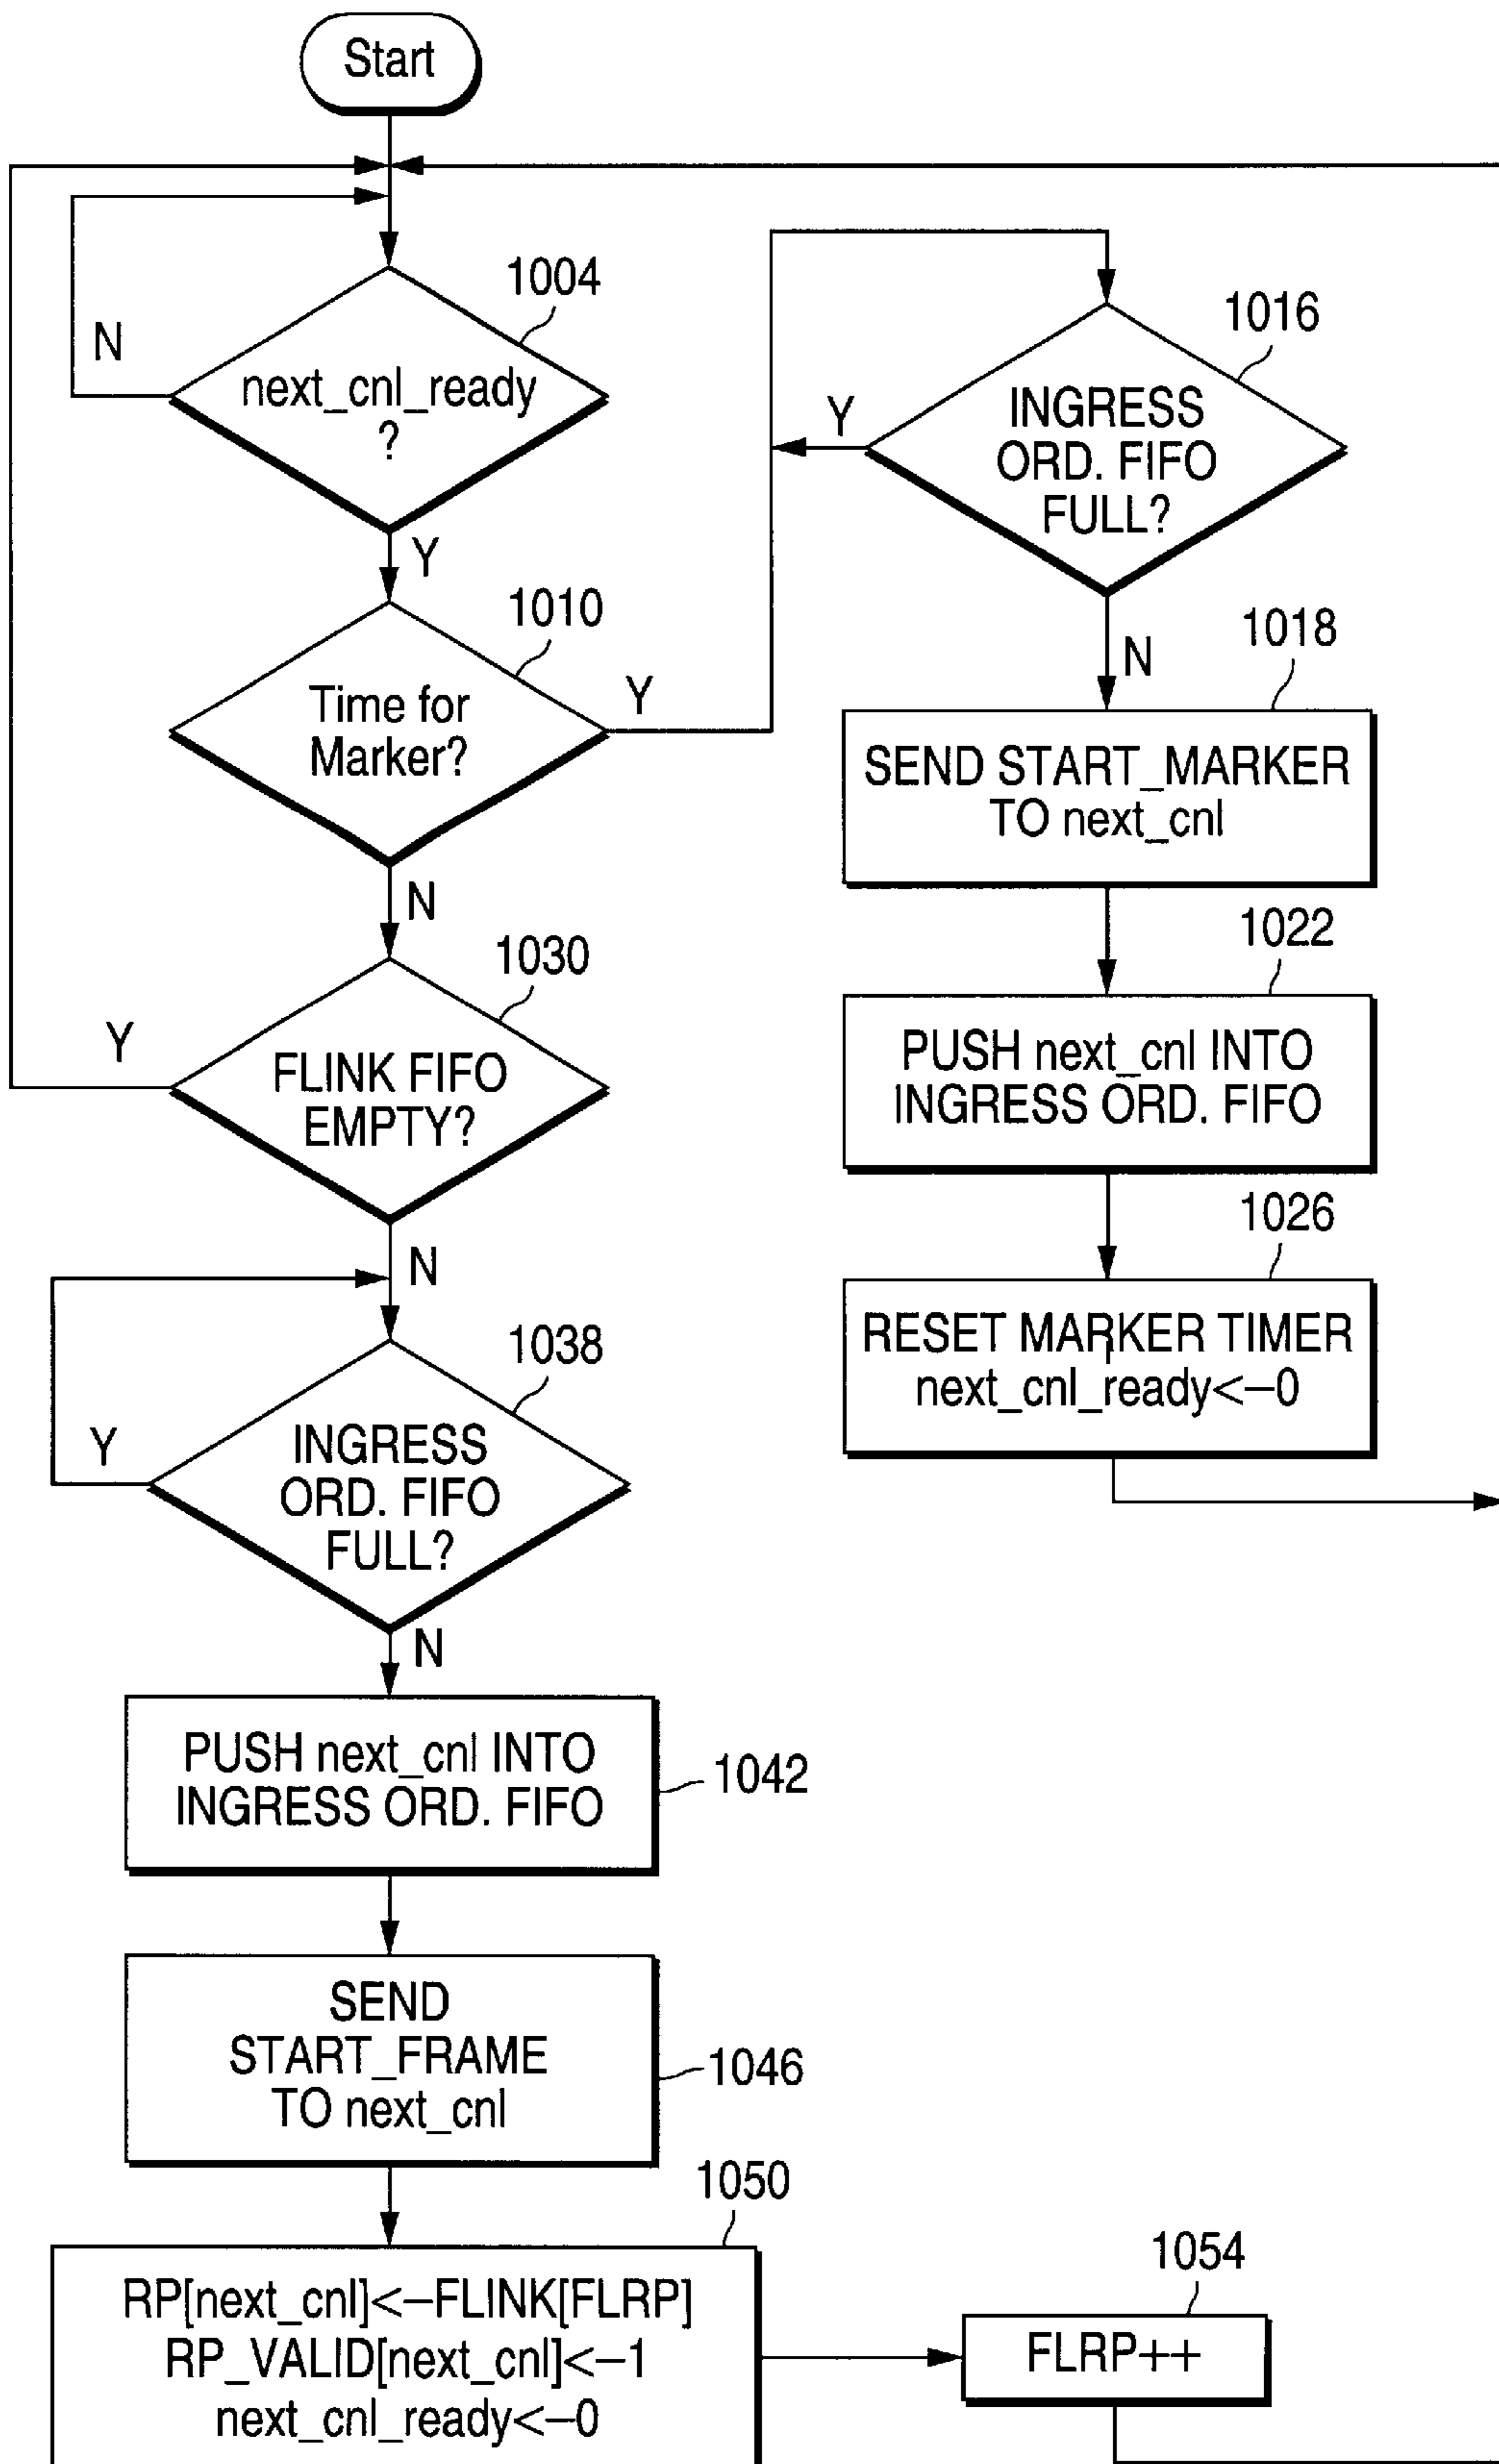 Start
1004
N
next_cnl_ready
?
Y
1010
Time for
Marker?
Y
N
1030
Y
FLINK FIFO
EMPTY?
N
1038
Y
INGRESS
ORD. FIFO
FULL?
N
PUSH next_cnl INTO
INGRESS ORD. FIFO
1042
SEND
START_FRAME
TO next_cnl
1046
1050
RP[next_cnl]<–FLINK[FLRP]
RP_VALID[next_cnl]<–1
next_cnl_ready<–0
1054
FLRP++
1016
Y
INGRESS
ORD. FIFO
FULL?
N
1018
SEND START_MARKER
TO next_cnl
1022
PUSH next_cnl INTO
INGRESS ORD. FIFO
1026
RESET MARKER TIMER
next_cnl_ready<–0